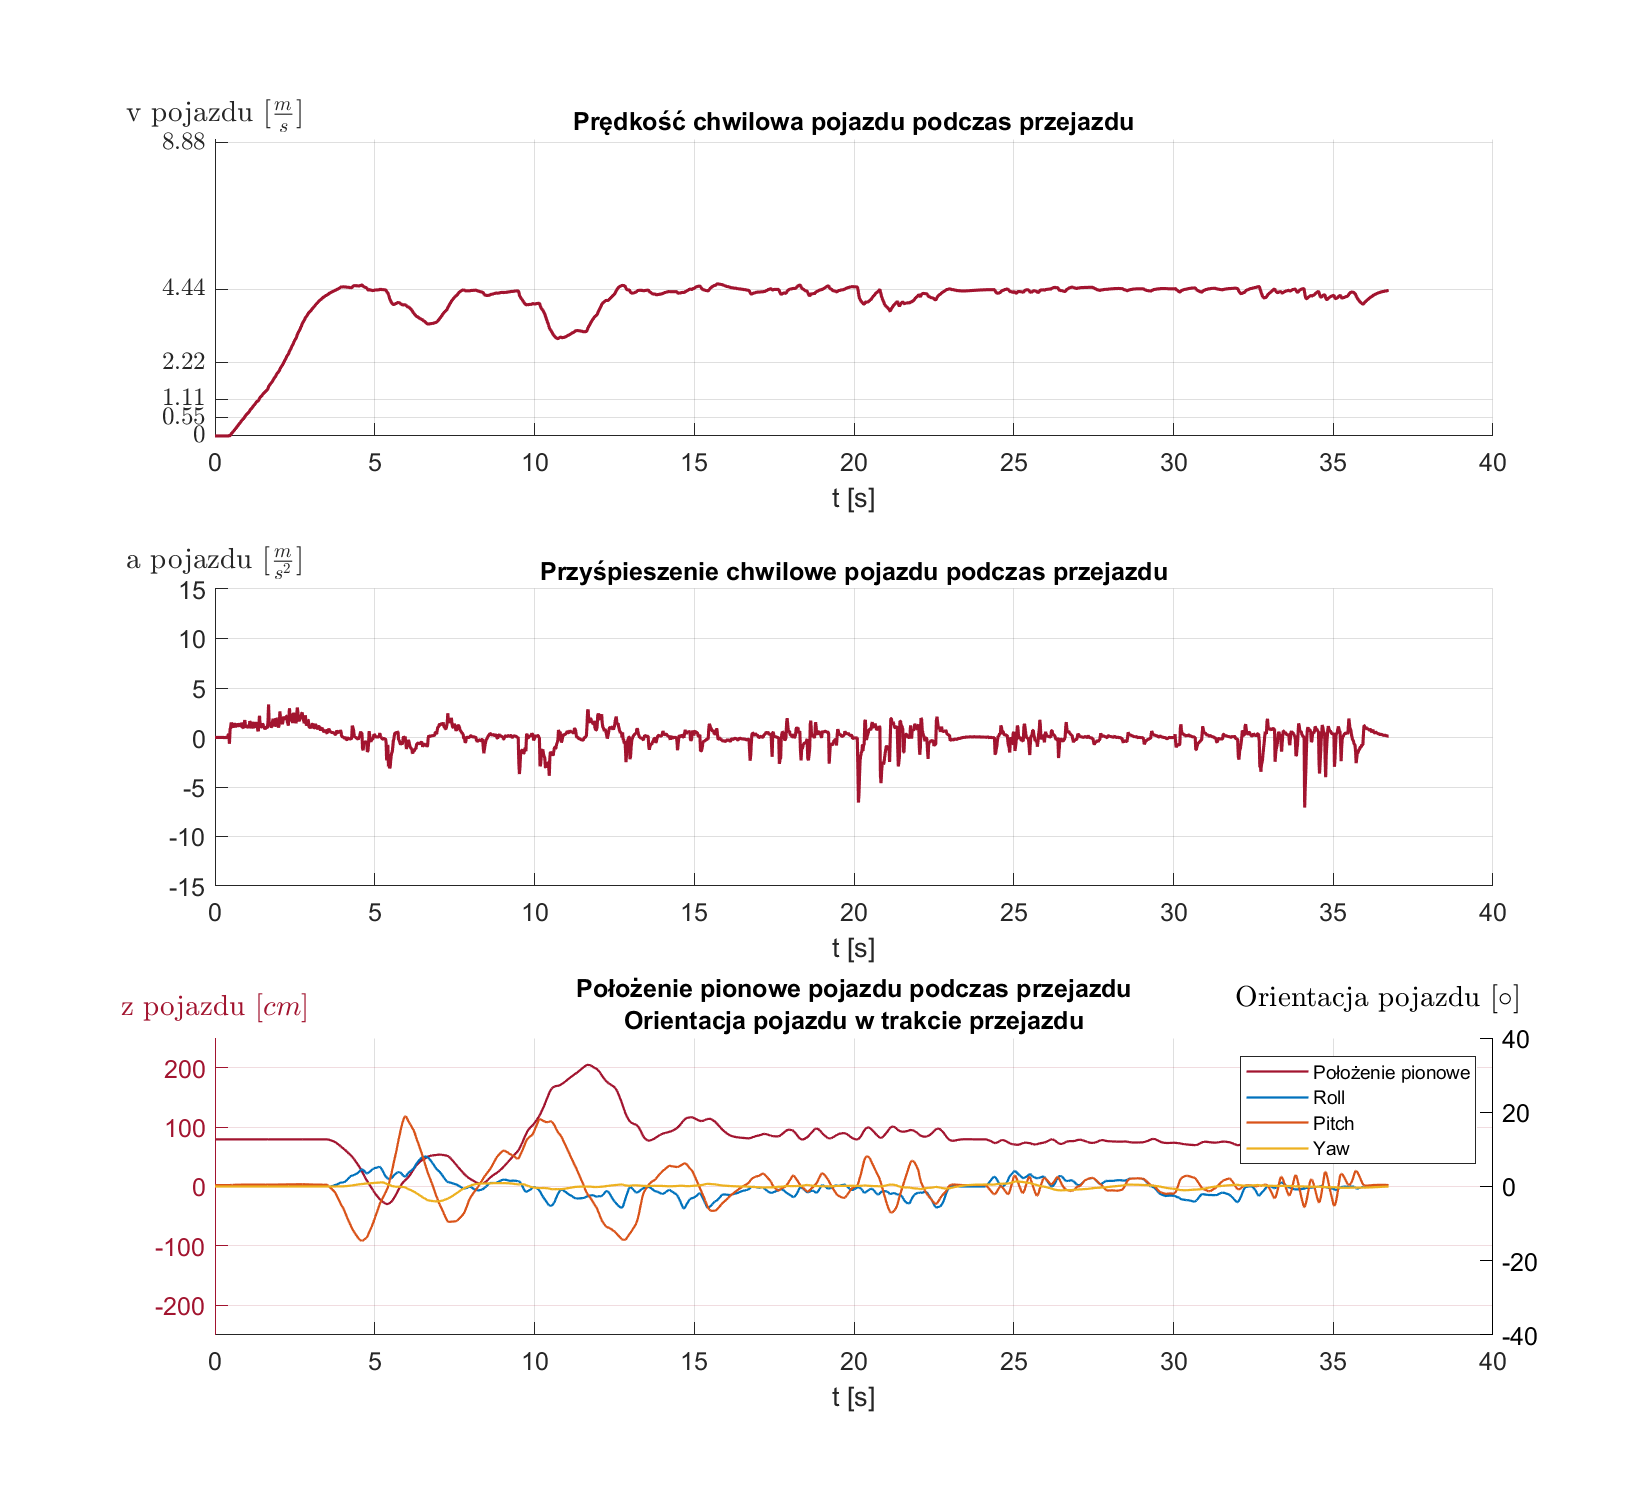 v pojazdu [m/s]
Prędkość chwilowa pojazdu podczas przejazdu
8.88
4.44
2.22
1.11
0.55
0
0 5 10 15 20 25 30 35 40
t [s]
a pojazdu [m/s²]
Przyśpieszenie chwilowe pojazdu podczas przejazdu
15
10
5
0
-5
-10
-15
0 5 10 15 20 25 30 35 40
t [s]
Położenie pionowe pojazdu podczas przejazdu
z pojazdu [cm]
Orientacja pojazdu [∘]
Orientacja pojazdu w trakcie przejazdu
200
100
0
-100
-200
40
20
0
-20
-40
Położenie pionowe
Roll
Pitch
Yaw
0 5 10 15 20 25 30 35 40
t [s]